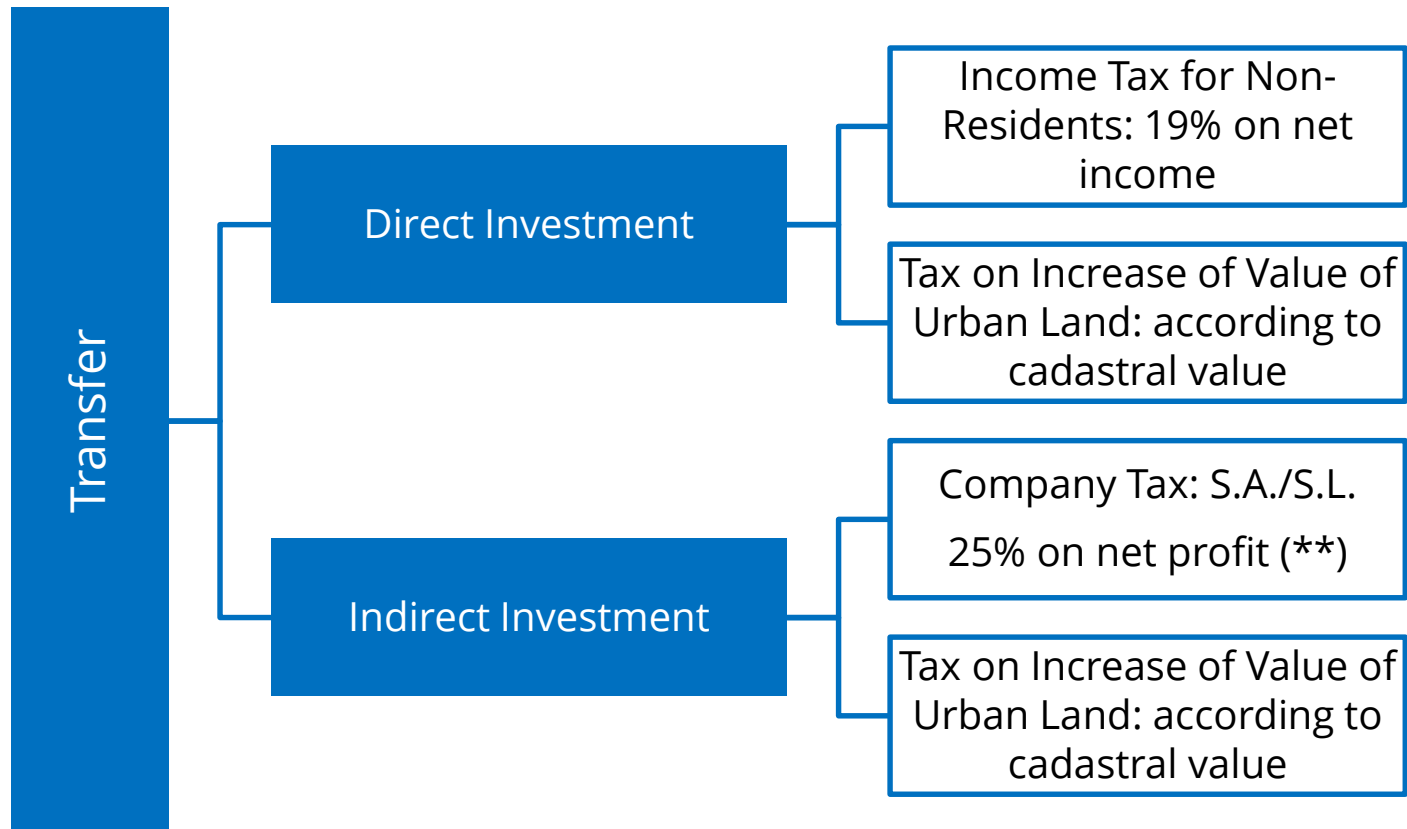 Transfer
Direct Investment
Income Tax for Non-
Residents: 19% on net
income
Tax on Increase of Value of
Urban Land: according to
cadastral value
Indirect Investment
Company Tax: S.A./S.L.
25% on net profit (**)
Tax on Increase of Value of
Urban Land: according to
cadastral value